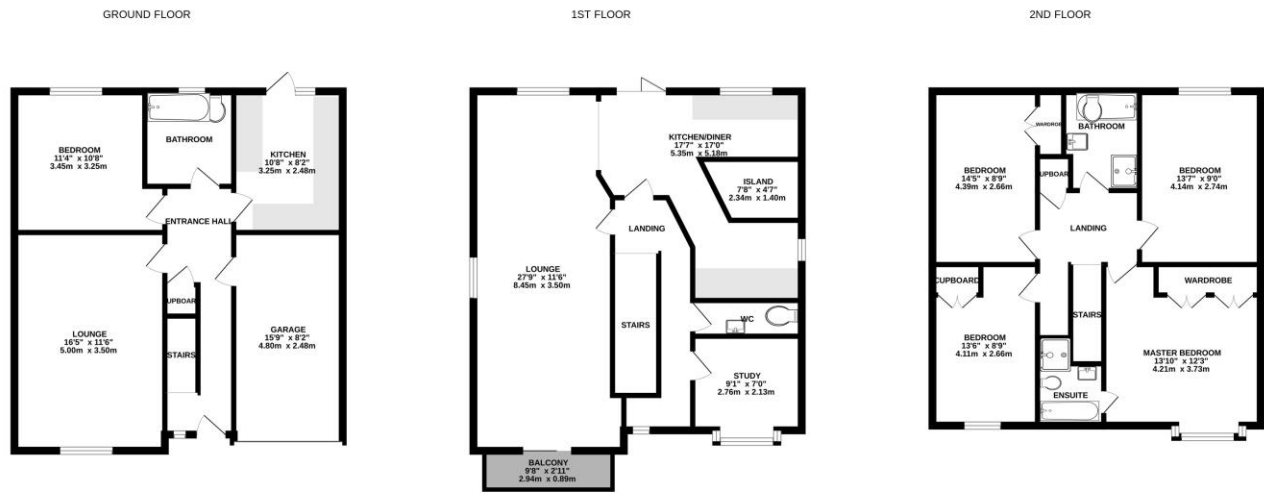 GROUND FLOOR
BEDROOM
11'4" x 10'8"
3.45m x 3.25m
BATHROOM
KITCHEN
10'8" x 8'2"
3.25m x 2.48m
ENTRANCE HALL
UPBOAR
LOUNGE
16'5" x 11'6"
5.00m x 3.50m
STAIRS
GARAGE
15'9" x 8'2"
4.80m x 2.48m
1ST FLOOR
KITCHEN/DINER
17'7" x 17'0"
5.35m x 5.18m
ISLAND
7'8" x 4'7"
2.34m x 1.40m
LANDING
LOUNGE
27'9" x 11'6"
8.45m x 3.50m
STAIRS
WC
STUDY
9'1" x 7'0"
2.76m x 2.13m
BALCONY
9'8" x 2'11"
2.94m x 0.89m
2ND FLOOR
WARDROBE
BATHROOM
BEDROOM
14'5" x 8'9"
4.39m x 2.66m
UPBOAR
BEDROOM
13'7" x 9'0"
4.14m x 2.74m
LANDING
CUPBOARD
WARDROBE
STAIRS
BEDROOM
13'6" x 8'9"
4.11m x 2.66m
MASTER BEDROOM
13'10" x 12'3"
4.21m x 3.73m
ENSUITE